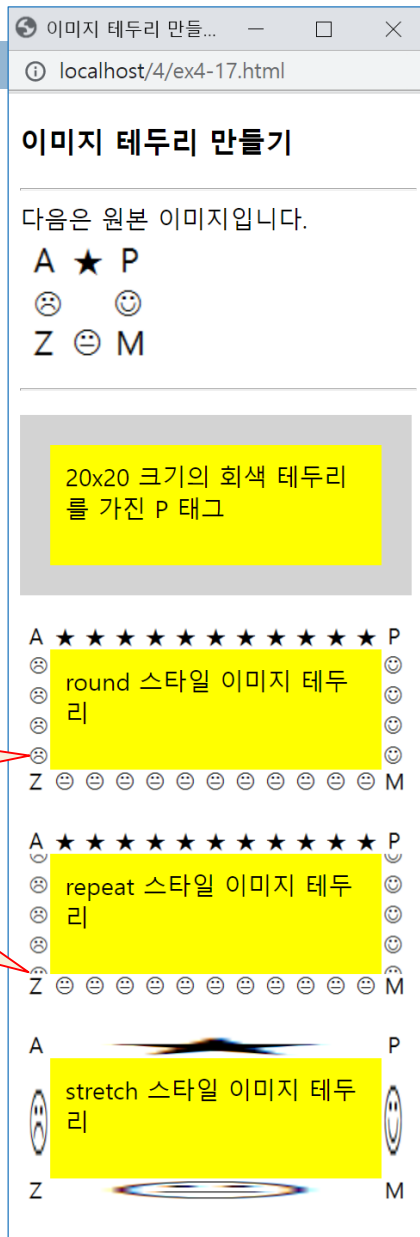 이미지 테두리 만들...
localhost/4/ex4-17.html
이미지 테두리 만들기
다음은 원본 이미지입니다.
A ★ P
☹ ☺
Z 😐 M
20x20 크기의 회색 테두리
를 가진 P 태그
A ★ ★ ★ ★ ★ ★ ★ ★ ★ ★ ★ P
round 스타일 이미지 테두
리
Z 😐 😐 😐 😐 😐 😐 😐 😐 😐 😐 😐 M
A ★ ★ ★ ★ ★ ★ ★ ★ ★ ★ ★ P
repeat 스타일 이미지 테두
리
Z 😐 😐 😐 😐 😐 😐 😐 😐 😐 😐 😐 M
A P
stretch 스타일 이미지 테두
리
Z M